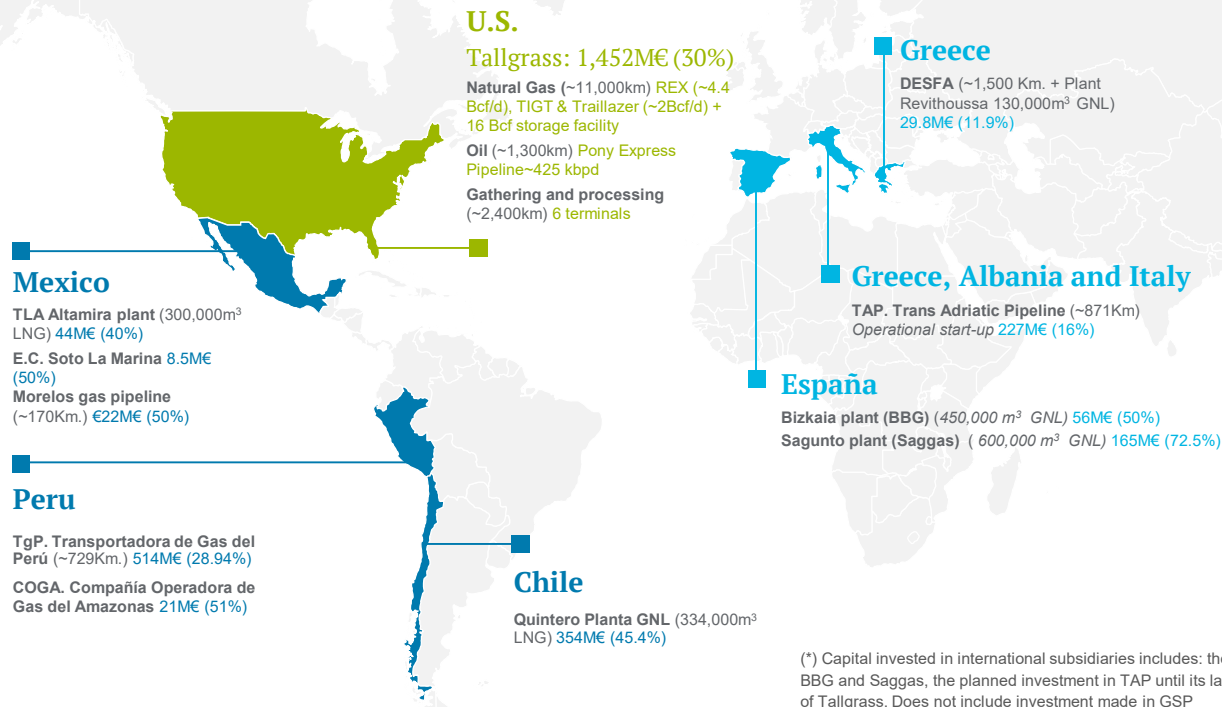 U.S.
Tallgrass: 1,452M€ (30%)
Natural Gas (~11,000km) REX (~4.4
Bcf/d), TIGT & Traillazer (~2Bcf/d) +
16 Bcf storage facility
Oil (~1,300km) Pony Express
Pipeline~425 kbpd
Gathering and processing
(~2,400km) 6 terminals
Greece
DESFA (~1,500 Km. + Plant
Revithoussa 130,000m³ GNL)
29.8M€ (11.9%)
Mexico
TLA Altamira plant (300,000m³
LNG) 44M€ (40%)
E.C. Soto La Marina 8.5M€
(50%)
Morelos gas pipeline
(~170Km.) €22M€ (50%)
Greece, Albania and Italy
TAP. Trans Adriatic Pipeline (~871Km)
Operational start-up 227M€ (16%)
España
Bizkaia plant (BBG) (450,000 m³ GNL) 56M€ (50%)
Sagunto plant (Saggas) ( 600,000 m³ GNL) 165M€ (72.5%)
Peru
TgP. Transportadora de Gas del
Perú (~729Km.) 514M€ (28.94%)
COGA. Compañía Operadora de
Gas del Amazonas 21M€ (51%)
Chile
Quintero Planta GNL (334,000m³
LNG) 354M€ (45.4%)
(*) Capital invested in international subsidiaries includes:
BBG and Saggas, the planned investment in TAP until its
of Tallgrass. Does not include investment made in GSP